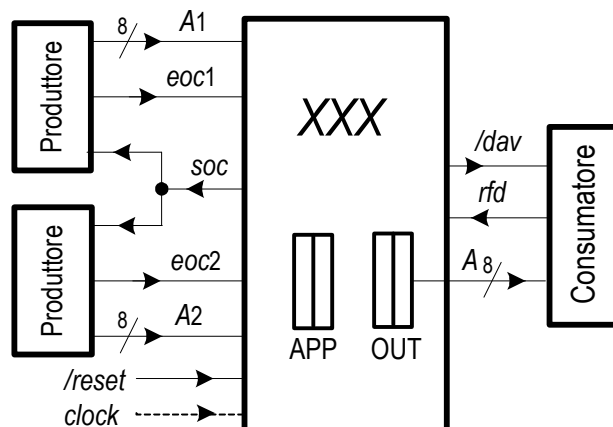 8 A1
Produttore
eoc1
XXX
soc
/dav
rfd
Consumatore
Produttore
eoc2
A 8
8 A2
APP OUT
/reset
clock